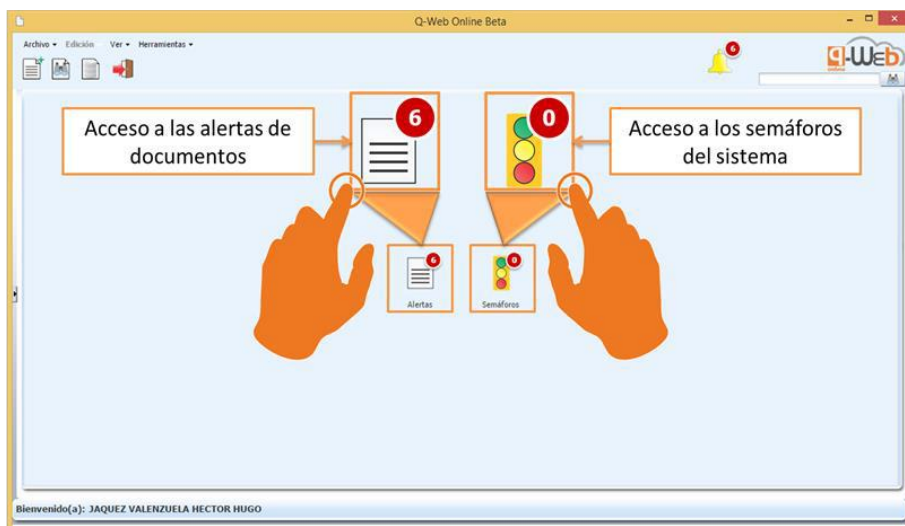 Q-Web Online Beta
Archivo Edición Ver Herramientas
6
q-Web
online
Acceso a las alertas de
documentos
6
0
Acceso a los semáforos
del sistema
6
0
Alertas
Semáforos
Bienvenido(a): JAQUEZ VALENZUELA HECTOR HUGO